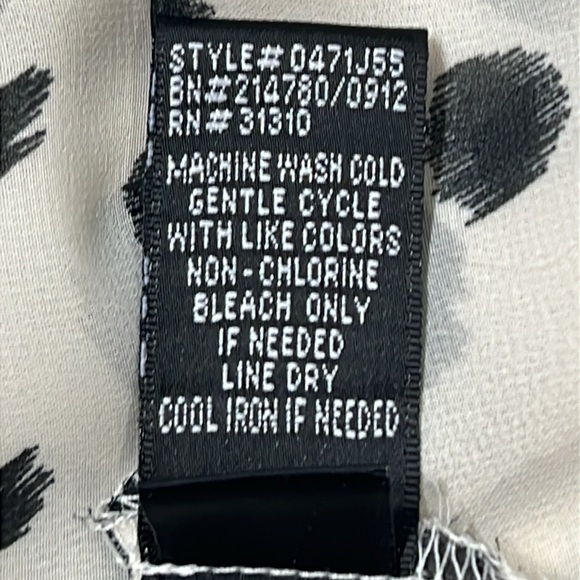 STYLE# 0471J55
BN# 214780/0912
RN# 31310
MACHINE WASH COLD
GENTLE CYCLE
WITH LIKE COLORS
NON-CHLORINE
BLEACH ONLY
IF NEEDED
LINE DRY
COOL IRON IF NEEDED